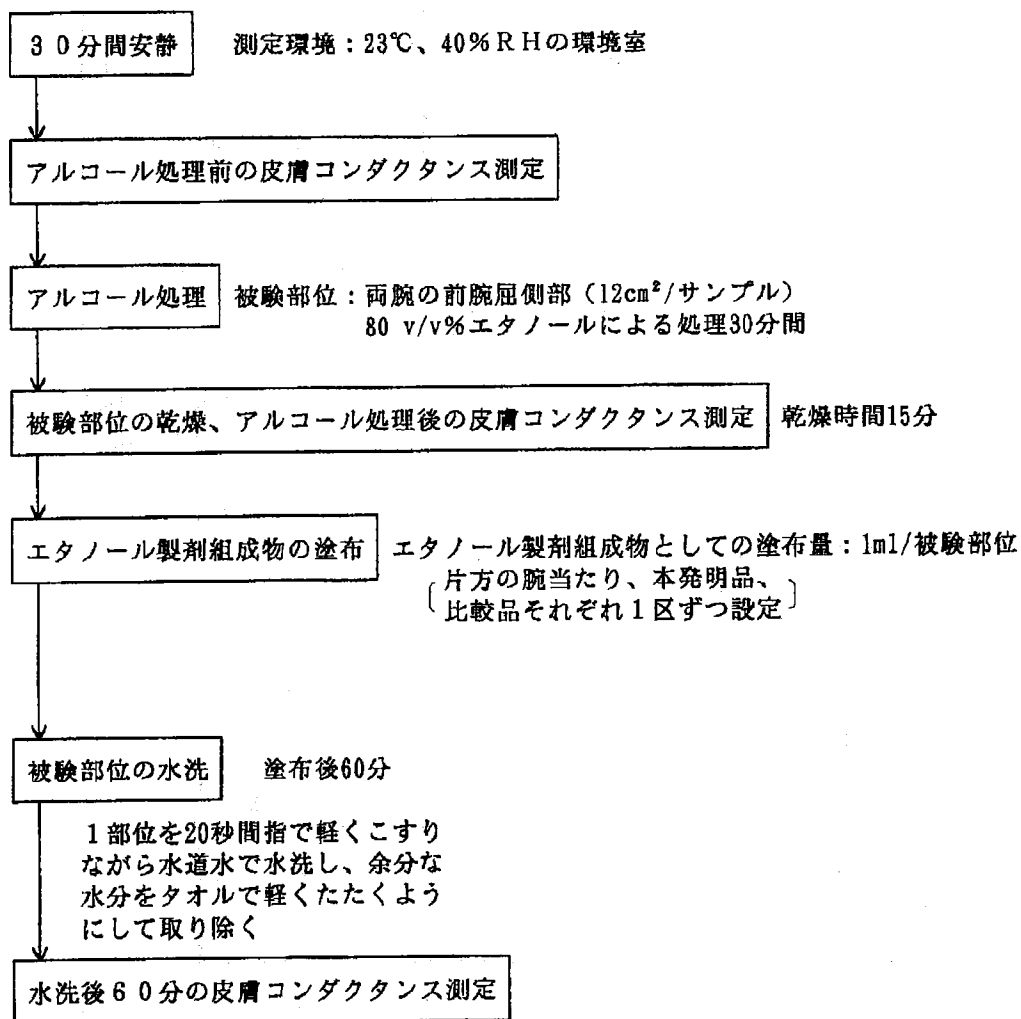 ３０分間安静　測定環境：23℃、40％ＲＨの環境室
アルコール処理前の皮膚コンダクタンス測定
アルコール処理　被験部位：両腕の前腕屈側部（12cm²/サンプル）
80 v/v％エタノールによる処理30分間
被験部位の乾燥、アルコール処理後の皮膚コンダクタンス測定　乾燥時間15分
エタノール製剤組成物の塗布　エタノール製剤組成物としての塗布量：1ml/被験部位
〔片方の腕当たり、本発明品、
比較品それぞれ１区ずつ設定〕
被験部位の水洗　塗布後60分
１部位を20秒間指で軽くこすり
ながら水道水で水洗し、余分な
水分をタオルで軽くたたくよう
にして取り除く
水洗後６０分の皮膚コンダクタンス測定